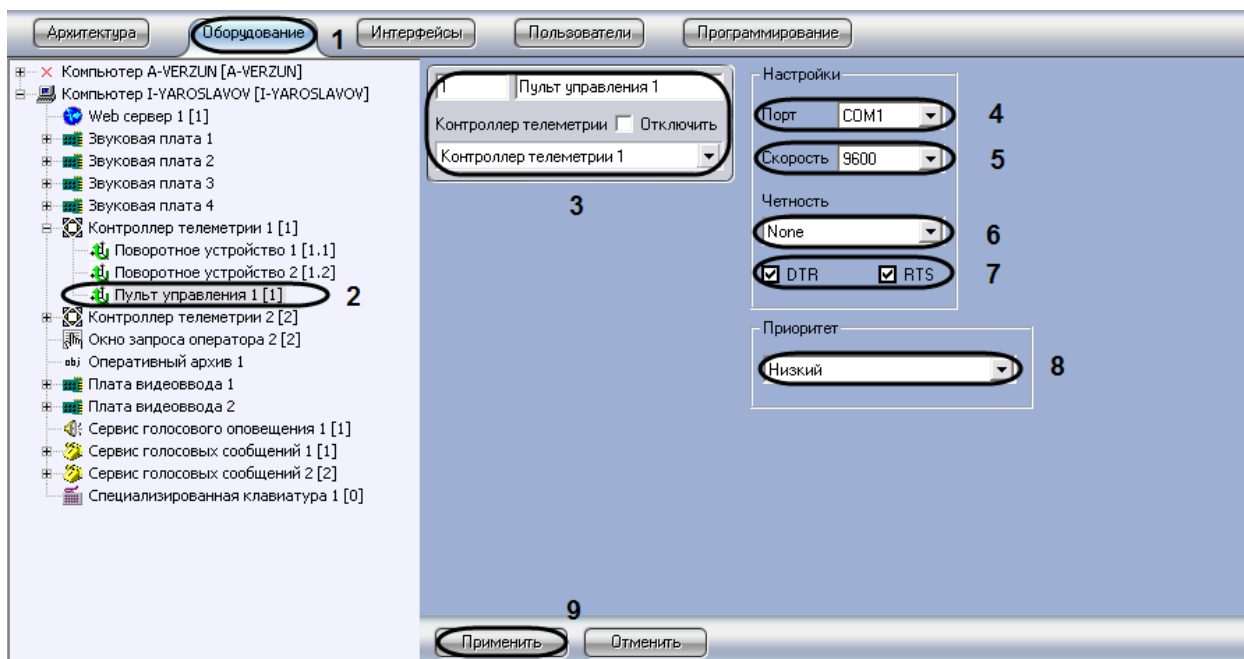 Архитектура
Оборудование
1
Интерфейсы
Пользователи
Программирование
Компьютер A-VERZUN [A-VERZUN]
Компьютер I-YAROSLAVOV [I-YAROSLAVOV]
Web сервер 1 [1]
Звуковая плата 1
Звуковая плата 2
Звуковая плата 3
Звуковая плата 4
Контроллер телеметрии 1 [1]
Поворотное устройство 1 [1.1]
Поворотное устройство 2 [1.2]
Пульт управления 1 [1]
2
Контроллер телеметрии 2 [2]
Окно запроса оператора 2 [2]
obj Оперативный архив 1
Плата видеоввода 1
Плата видеоввода 2
Сервис голосового оповещения 1 [1]
Сервис голосовых сообщений 1 [1]
Сервис голосовых сообщений 2 [2]
Специализированная клавиатура 1 [0]
1
Пульт управления 1
Контроллер телеметрии
Отключить
Контроллер телеметрии 1
3
Настройки
Порт
COM1
4
Скорость
9600
5
Четность
None
6
DTR
RTS
7
Приоритет
Низкий
8
9
Применить
Отменить